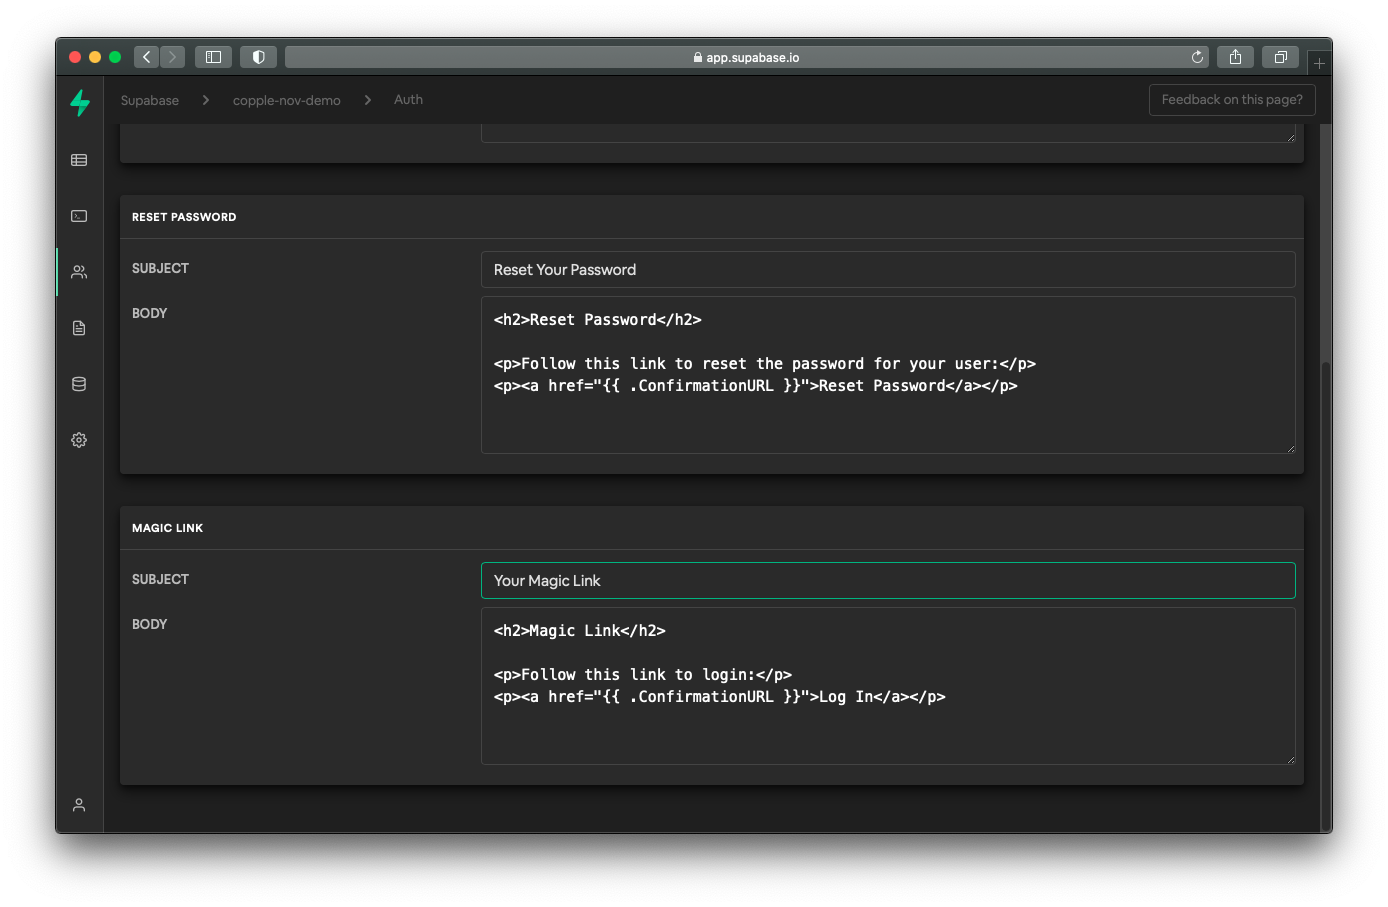 app.supabase.io
Supabase > copple-nov-demo > Auth
Feedback on this page?
RESET PASSWORD
SUBJECT
Reset Your Password
BODY
<h2>Reset Password</h2>
<p>Follow this link to reset the password for your user:</p>
<p><a href="{{ .ConfirmationURL }}">Reset Password</a></p>
MAGIC LINK
SUBJECT
Your Magic Link
BODY
<h2>Magic Link</h2>
<p>Follow this link to login:</p>
<p><a href="{{ .ConfirmationURL }}">Log In</a></p>